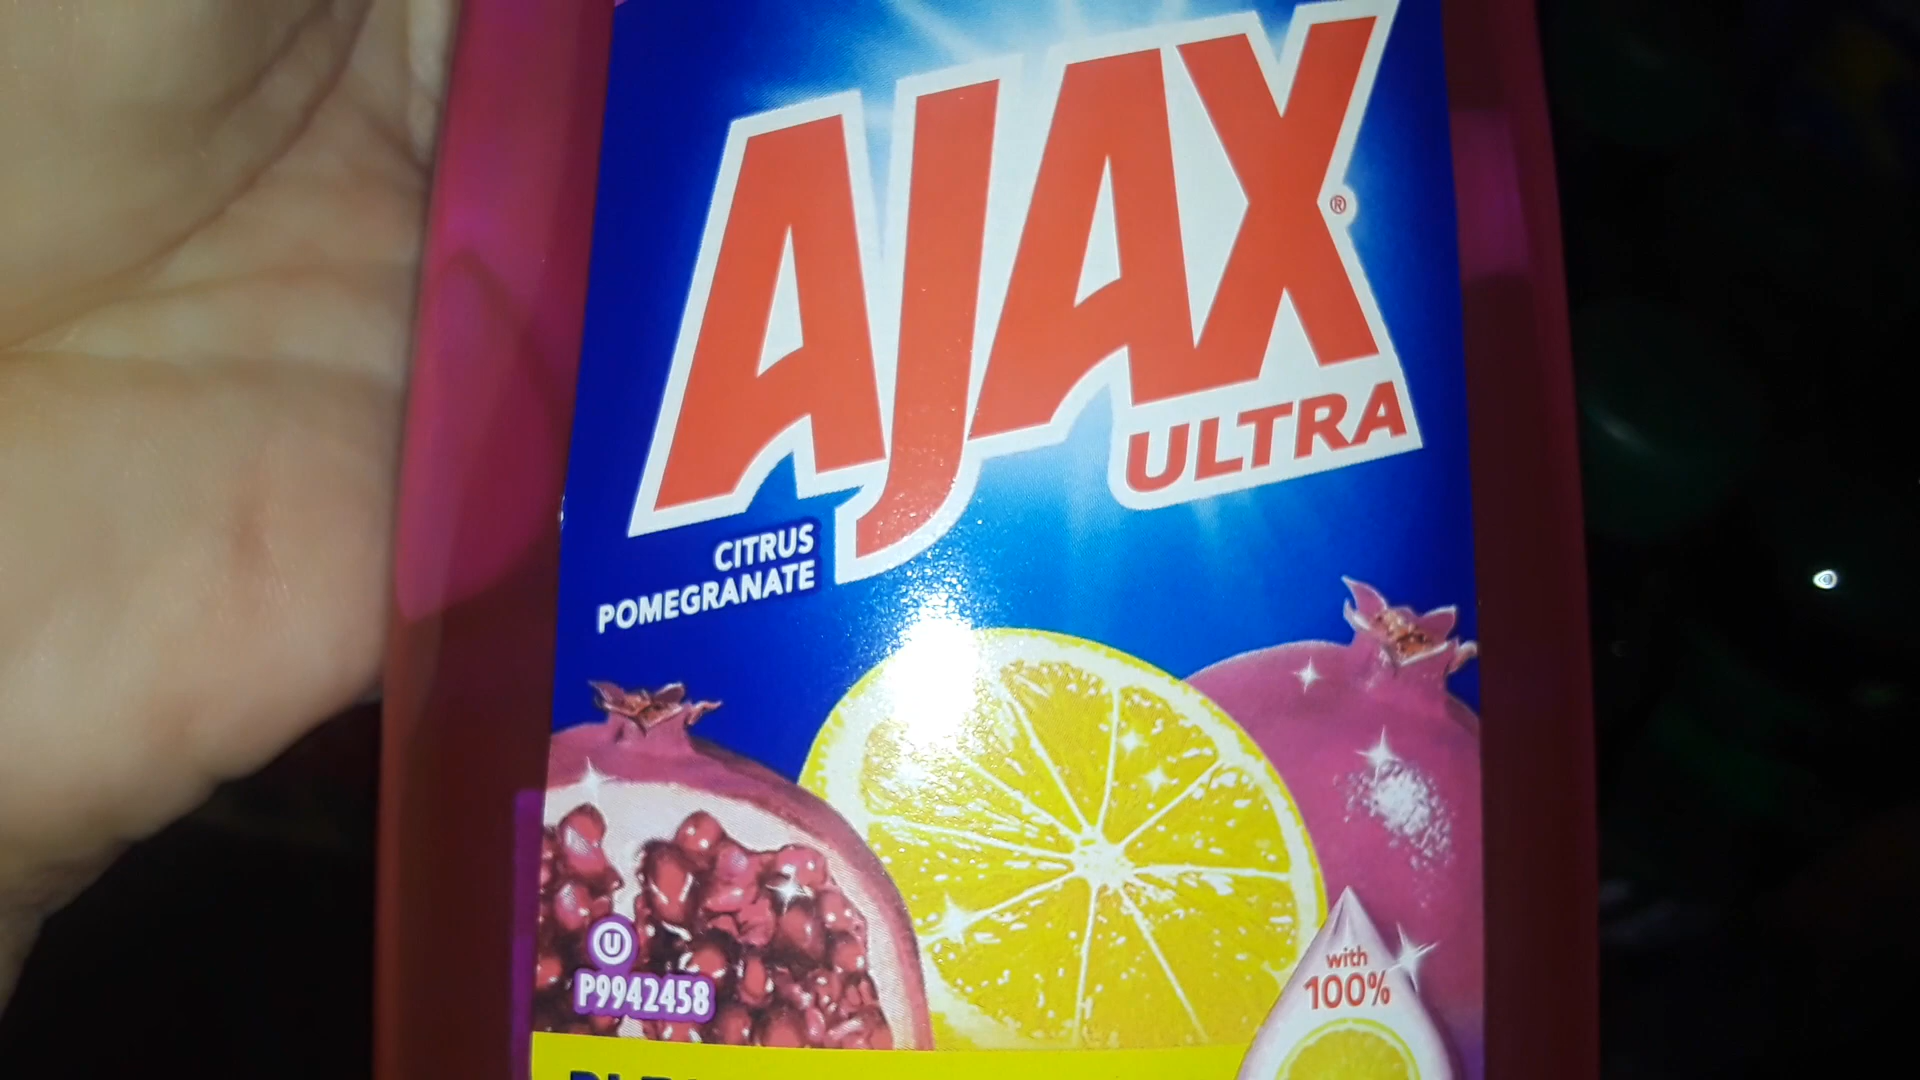 AJAX®
ULTRA
CITRUS
POMEGRANATE
U
P9942458
with
100%